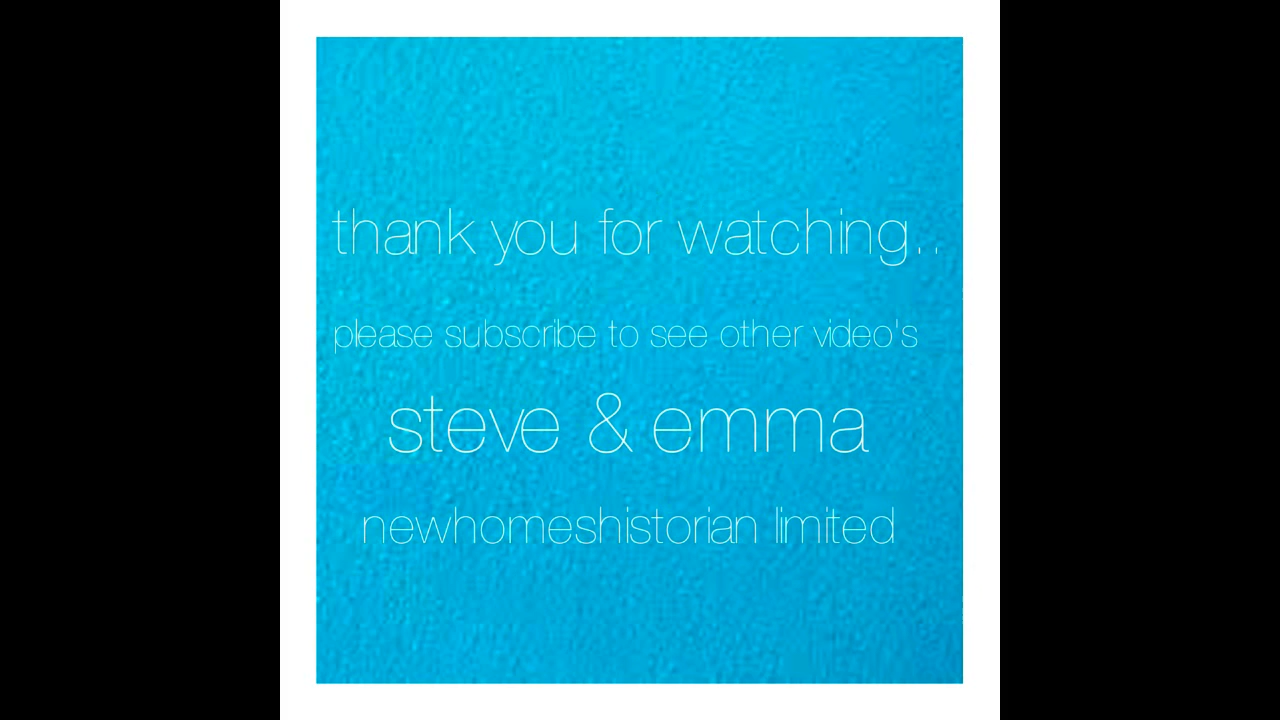 thank you for watching..
please subscribe to see other video's
steve & emma
newhomeshistorian limited